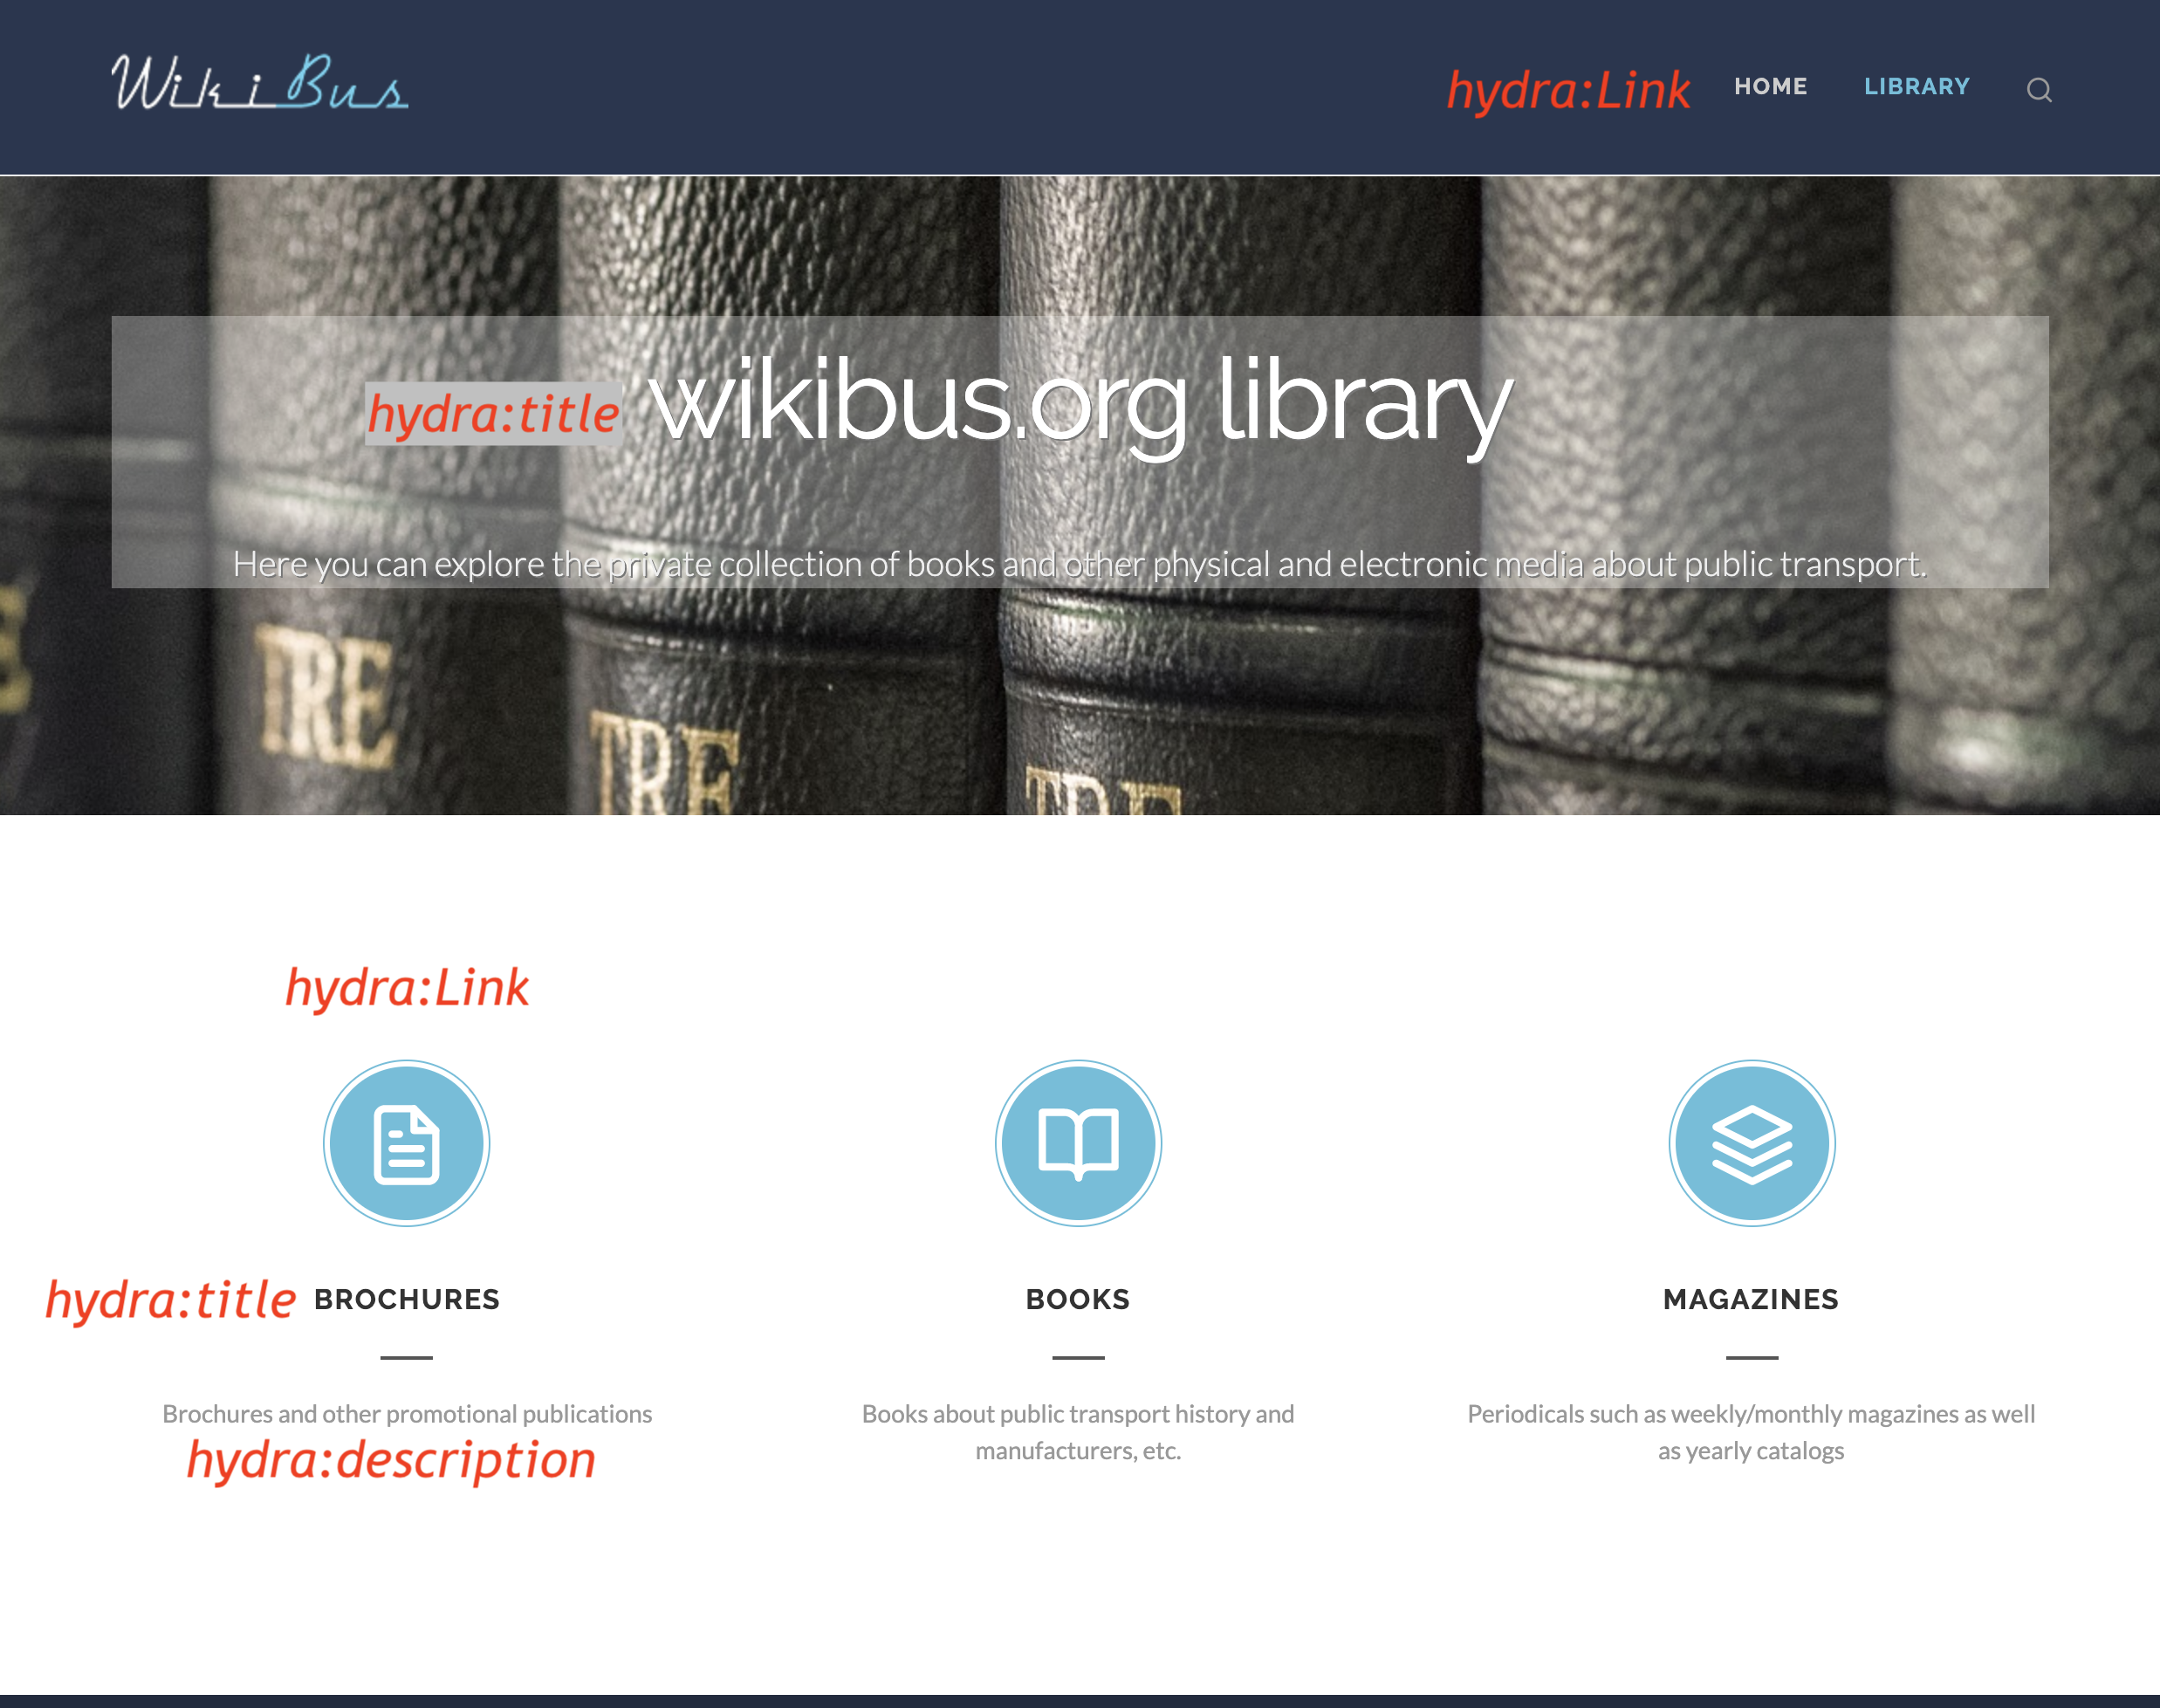 WikiBus
hydra:Link HOME LIBRARY
hydra:title wikibus.org library
Here you can explore the private collection of books and other physical and electronic media about public transport.
TRE
TRE
TRE
hydra:Link
hydra:title BROCHURES
BOOKS
MAGAZINES
Brochures and other promotional publications
hydra:description
Books about public transport history and
manufacturers, etc.
Periodicals such as weekly/monthly magazines as well
as yearly catalogs